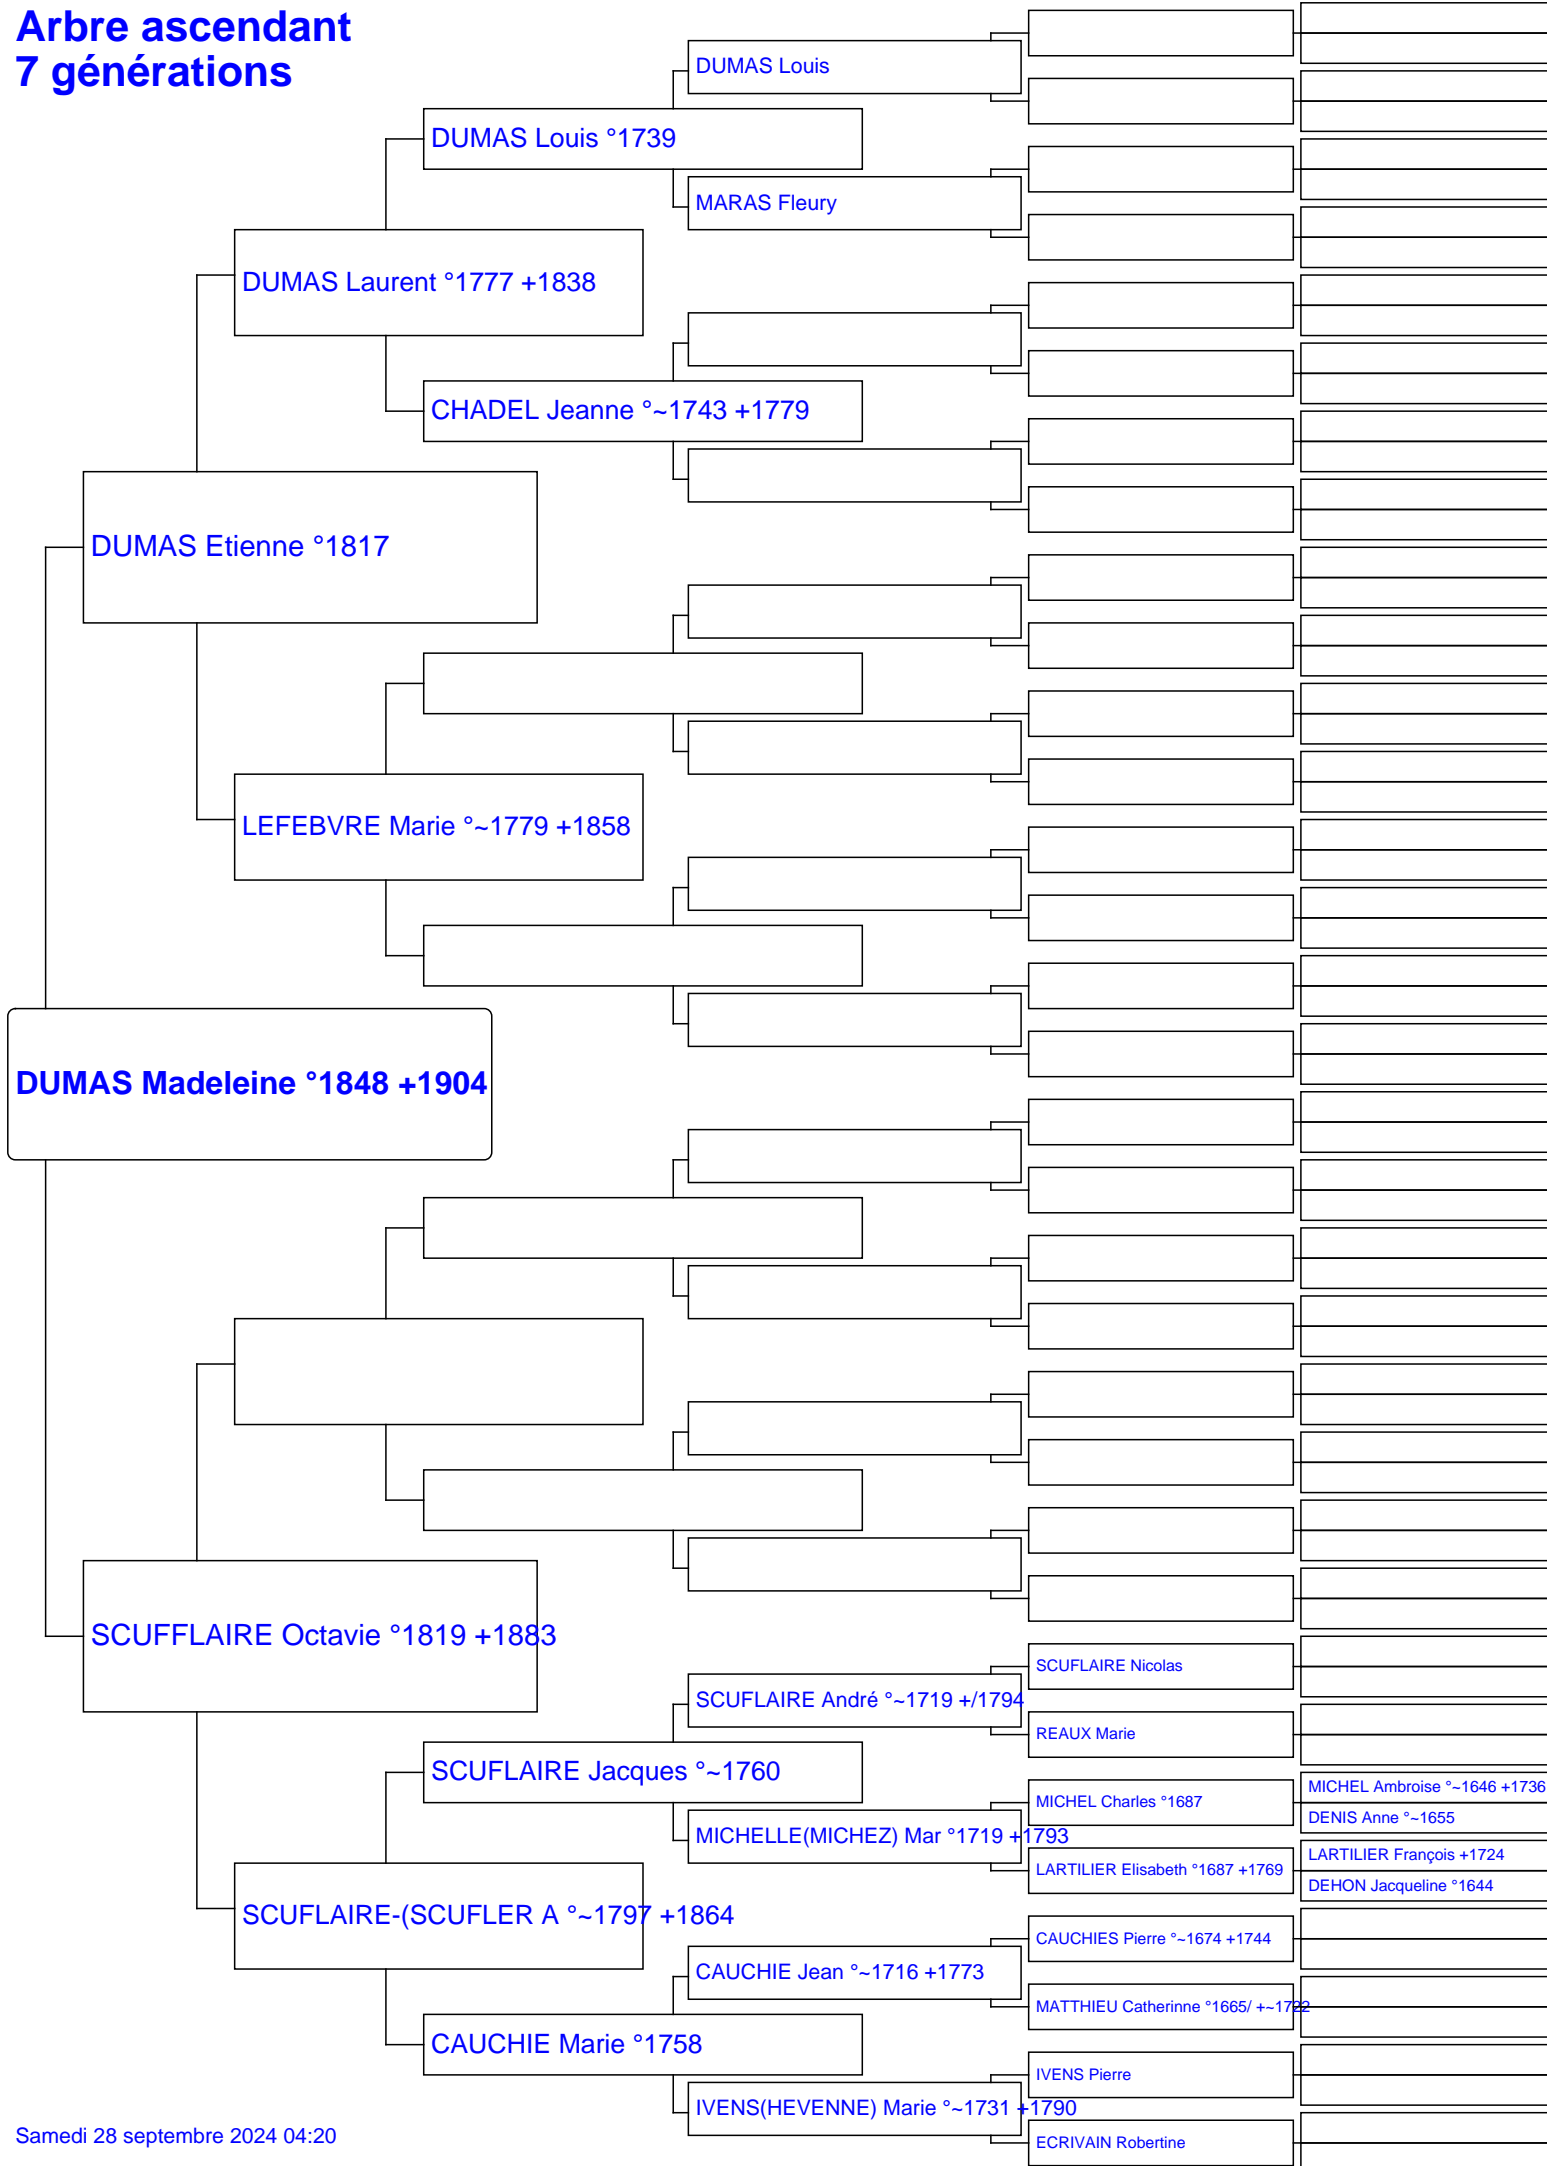 Arbre ascendant
7 générations
DUMAS Louis
DUMAS Louis °1739
MARAS Fleury
DUMAS Laurent °1777 +1838
CHADEL Jeanne °~1743 +1779
DUMAS Etienne °1817
LEFEBVRE Marie °~1779 +1858
DUMAS Madeleine °1848 +1904
SCUFFLAIRE Octavie °1819 +1883
SCUFLAIRE Nicolas
SCUFLAIRE André °~1719 +/1794
REAUX Marie
SCUFLAIRE Jacques °~1760
MICHEL Ambroise °~1646 +1736
MICHEL Charles °1687
DENIS Anne °~1655
MICHELLE(MICHEZ) Mar °1719 +1793
LARTILIER François +1724
LARTILIER Elisabeth °1687 +1769
DEHON Jacqueline °1644
SCUFLAIRE-(SCUFLER A °~1797 +1864
CAUCHIES Pierre °~1674 +1744
CAUCHIE Jean °~1716 +1773
MATTHIEU Catherinne °1665/ +~1722
CAUCHIE Marie °1758
IVENS Pierre
IVENS(HEVENNE) Marie °~1731 +1790
ECRIVAIN Robertine
Samedi 28 septembre 2024 04:20